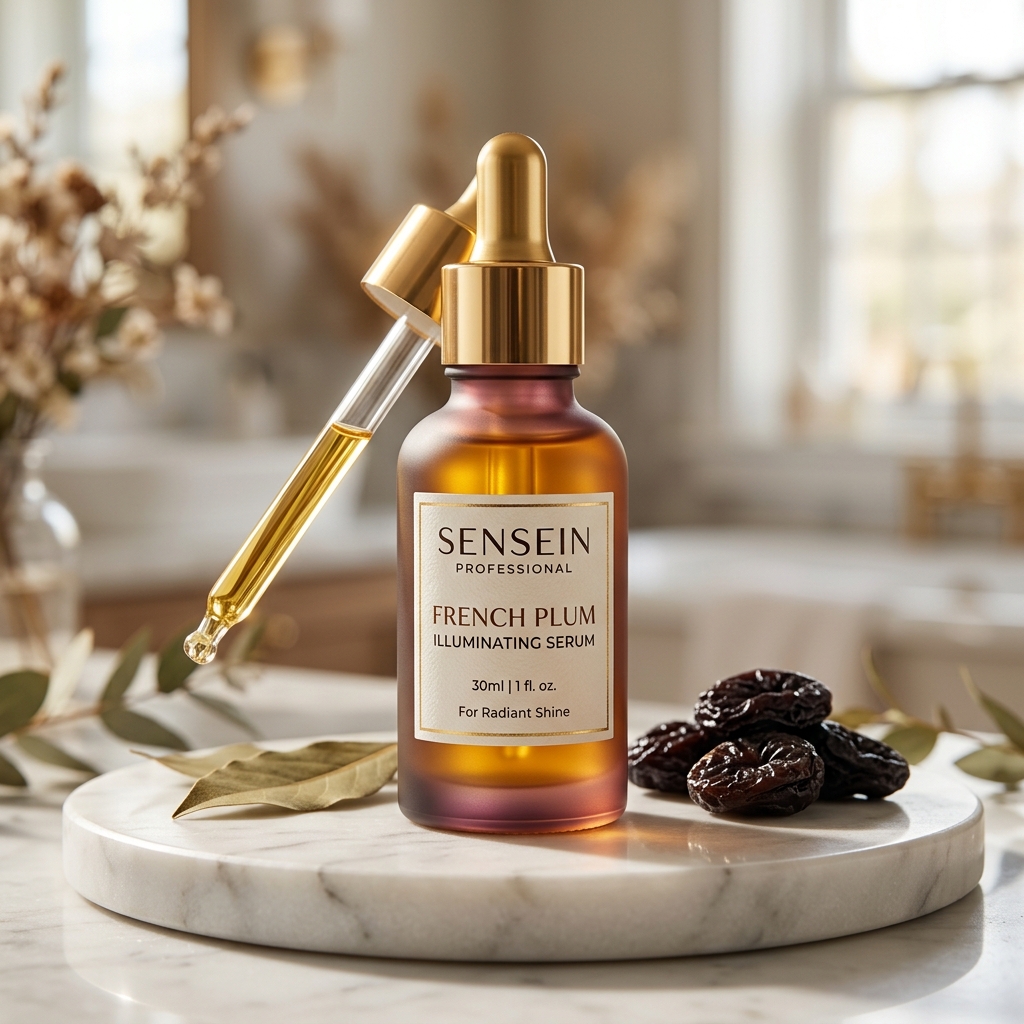 SENSEIN
PROFESSIONAL
FRENCH PLUM
ILLUMINATING SERUM
30ml | 1 fl. oz.
For Radiant Shine